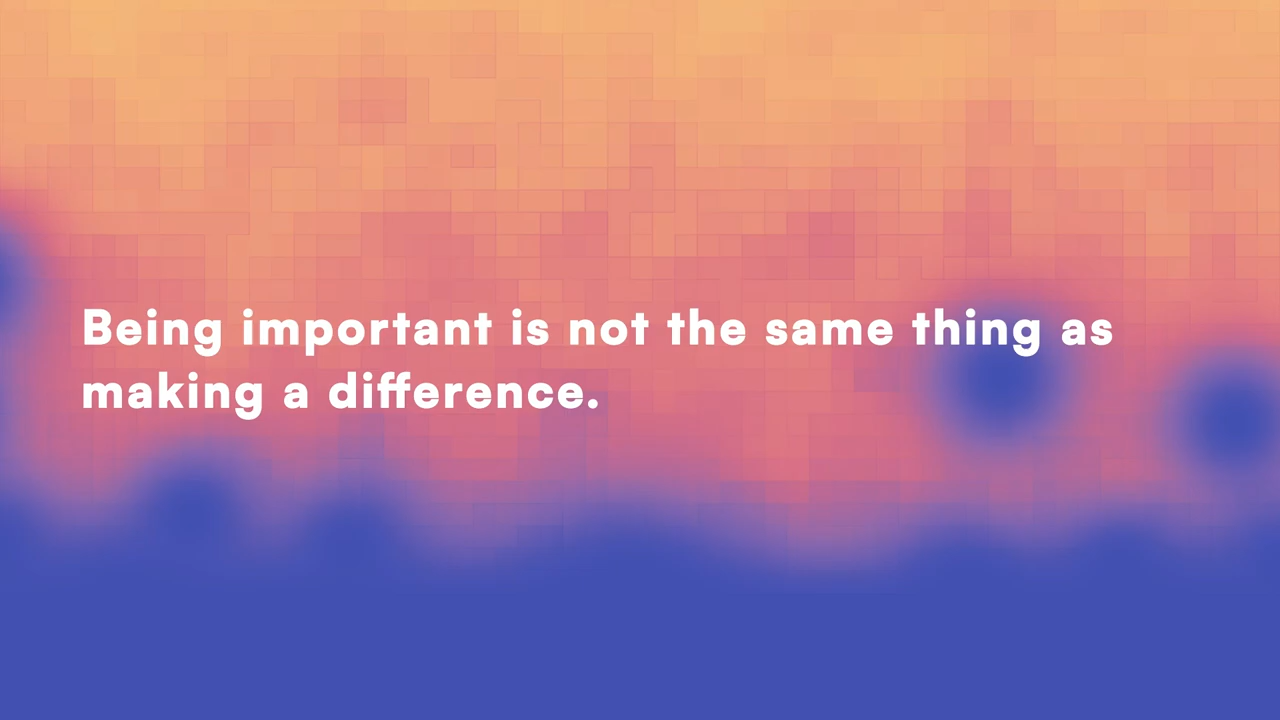 Being important is not the same thing as
making a difference.